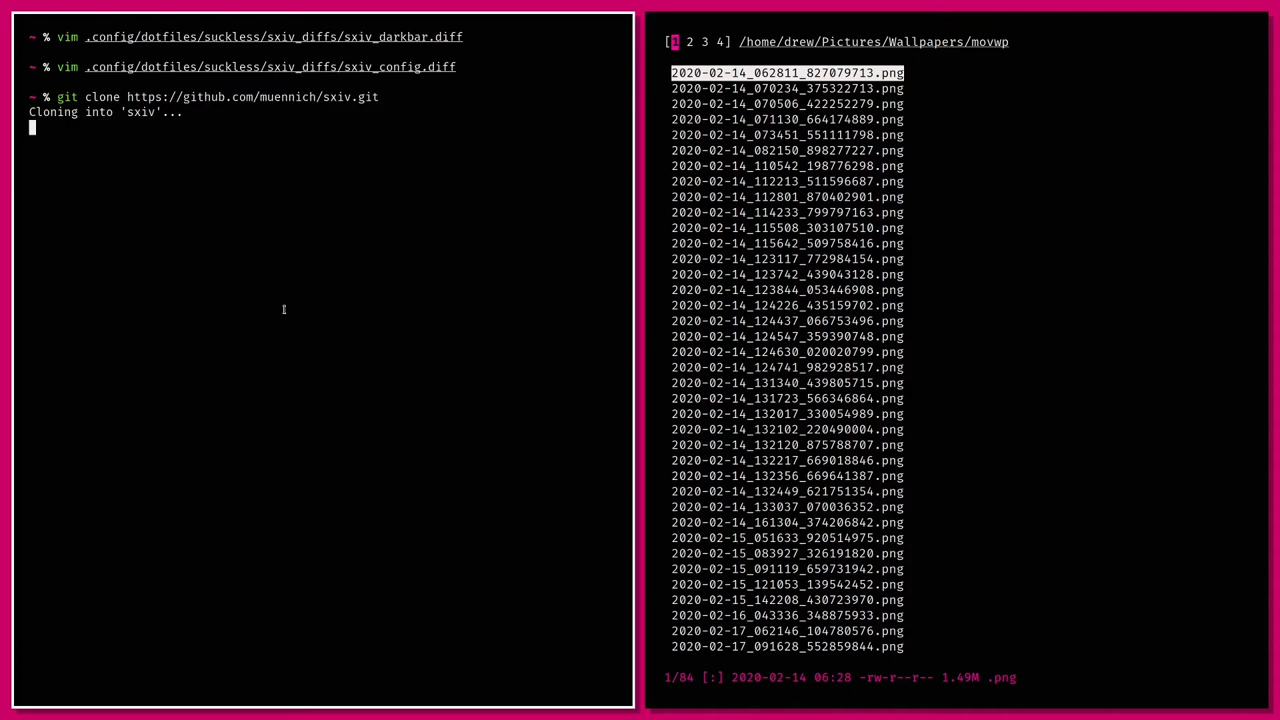 ~ % vim .config/dotfiles/suckless/sxiv_diffs/sxiv_darkbar.diff
~ % vim .config/dotfiles/suckless/sxiv_diffs/sxiv_config.diff
~ % git clone https://github.com/muennich/sxiv.git
Cloning into 'sxiv'...
[1 2 3 4] /home/drew/Pictures/Wallpapers/movwp
2020-02-14_062811_827079713.png
2020-02-14_070234_375322713.png
2020-02-14_070506_422252279.png
2020-02-14_071130_664174889.png
2020-02-14_073451_551111798.png
2020-02-14_082150_898277227.png
2020-02-14_110542_198776298.png
2020-02-14_112213_511596687.png
2020-02-14_112801_870402901.png
2020-02-14_114233_799797163.png
2020-02-14_115508_303107510.png
2020-02-14_115642_509758416.png
2020-02-14_123117_772984154.png
2020-02-14_123742_439043128.png
2020-02-14_123844_053446908.png
2020-02-14_124226_435159702.png
2020-02-14_124437_066753496.png
2020-02-14_124547_359390748.png
2020-02-14_124630_020020799.png
2020-02-14_124741_982928517.png
2020-02-14_131340_439805715.png
2020-02-14_131723_566346864.png
2020-02-14_132017_330054989.png
2020-02-14_132102_220490004.png
2020-02-14_132120_875788707.png
2020-02-14_132217_669018846.png
2020-02-14_132356_669641387.png
2020-02-14_132449_621751354.png
2020-02-14_133037_070036352.png
2020-02-14_161304_374206842.png
2020-02-15_051633_920514975.png
2020-02-15_083927_326191820.png
2020-02-15_091119_659731942.png
2020-02-15_121053_139542452.png
2020-02-15_142208_430723970.png
2020-02-16_043336_348875933.png
2020-02-17_062146_104780576.png
2020-02-17_091628_552859844.png
1/84 [:] 2020-02-14 06:28 -rw-r--r-- 1.49M .png